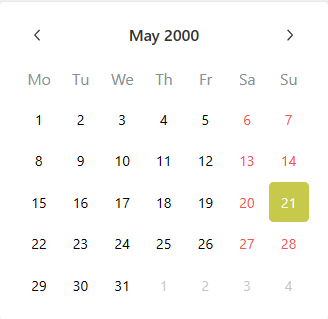 May 2000
Mo Tu We Th Fr Sa Su
1 2 3 4 5 6 7
8 9 10 11 12 13 14
15 16 17 18 19 20 21
22 23 24 25 26 27 28
29 30 31 1 2 3 4